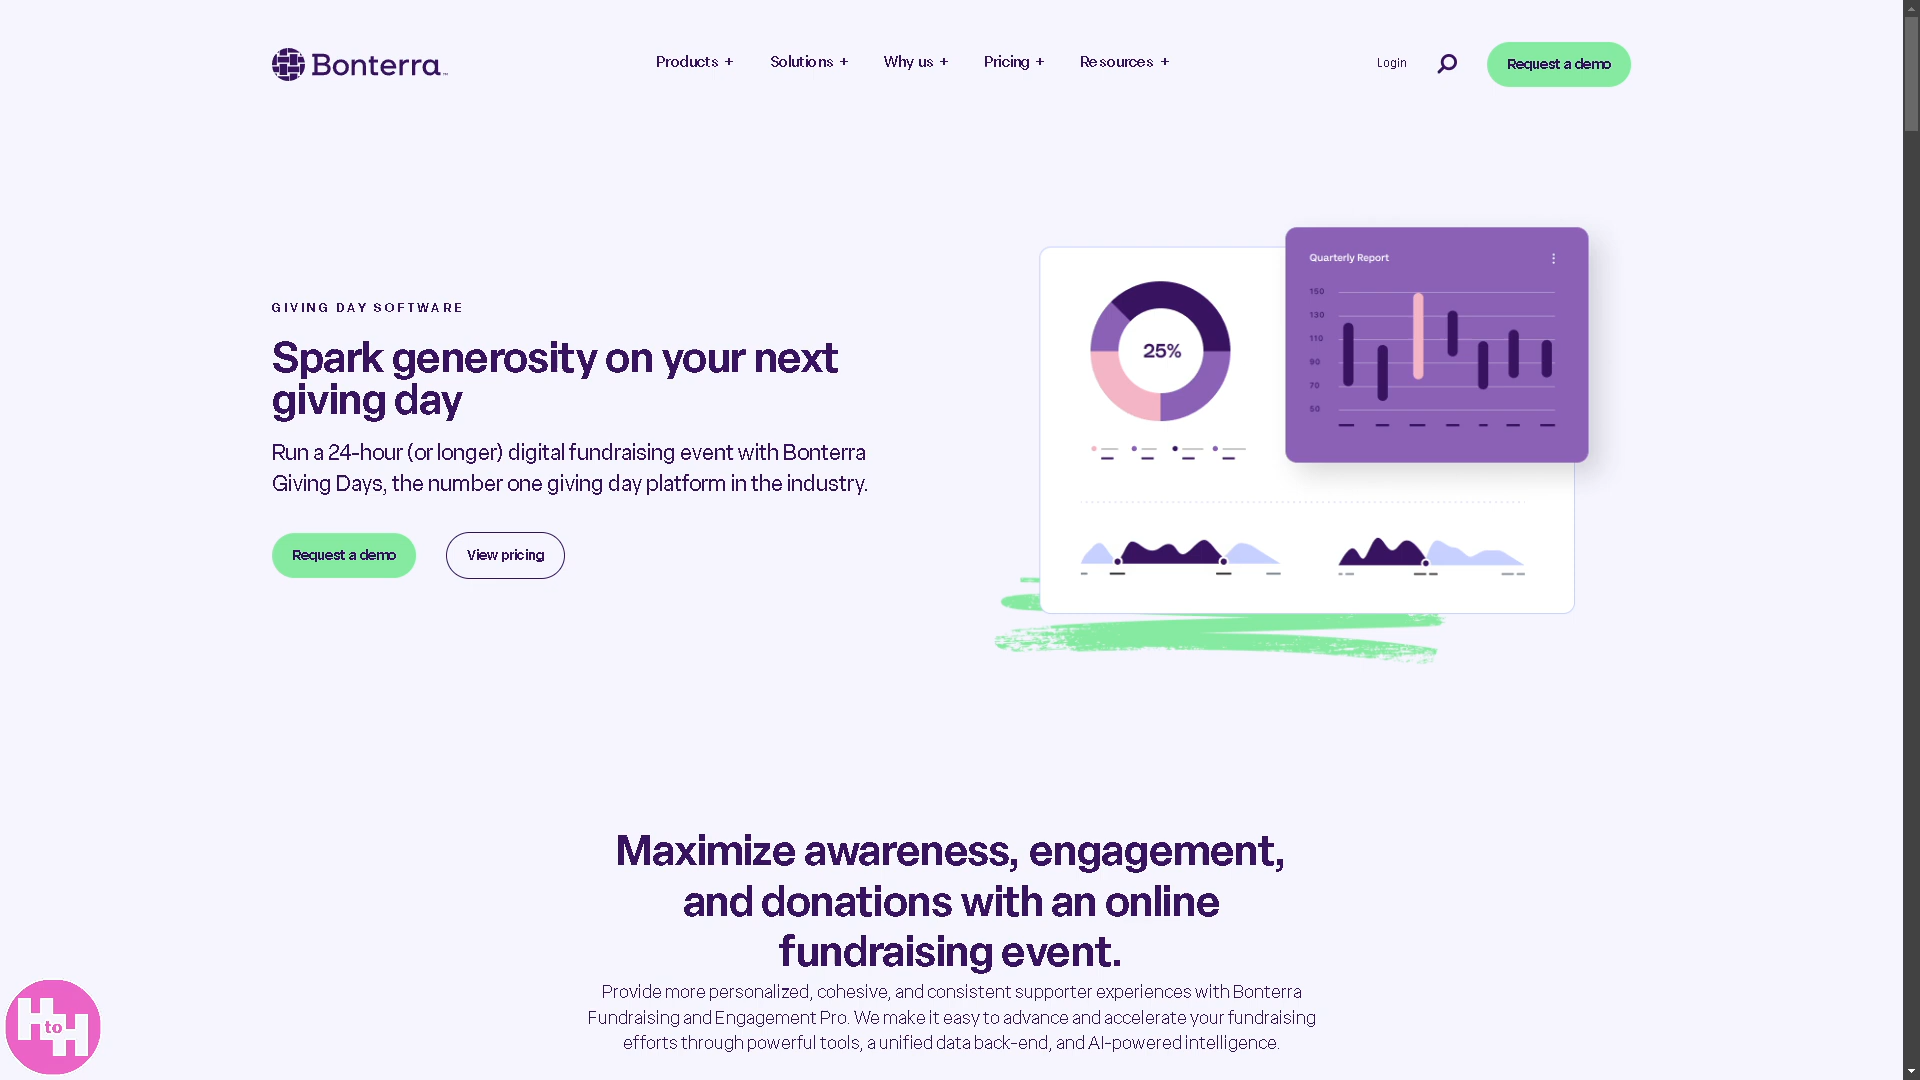 Bonterra
Products +
Solutions +
Why us +
Pricing +
Resources +
Login
Request a demo
GIVING DAY SOFTWARE
Spark generosity on your next
giving day
Run a 24-hour (or longer) digital fundraising event with Bonterra
Giving Days, the number one giving day platform in the industry.
Request a demo
View pricing
25%
Quarterly Report
150
130
110
90
70
50
Maximize awareness, engagement,
and donations with an online
fundraising event.
Provide more personalized, cohesive, and consistent supporter experiences with Bonterra
Fundraising and Engagement Pro. We make it easy to advance and accelerate your fundraising
efforts through powerful tools, a unified data back-end, and AI-powered intelligence.
H to H